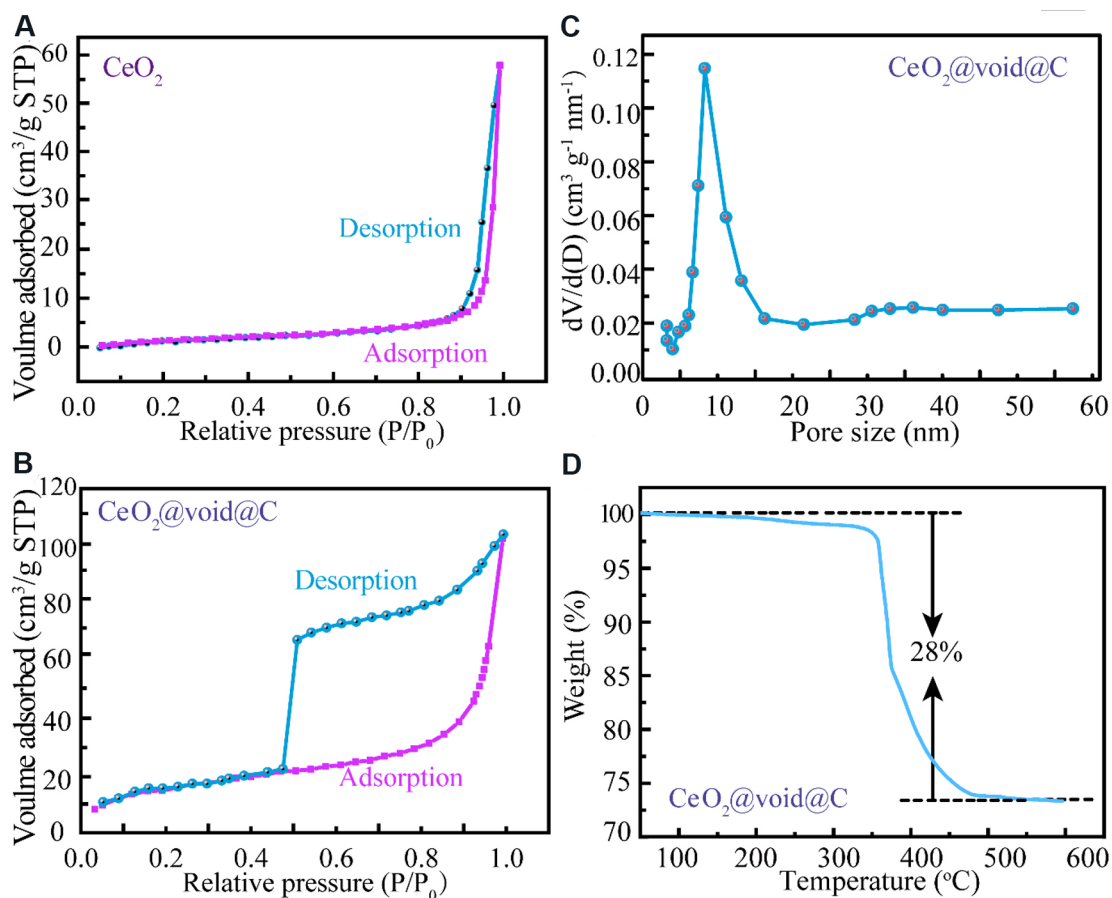 A
CeO₂
Voulme adsorbed (cm³/g STP)
60
50
40
30
20
10
0
Desorption
Adsorption
0.0 0.2 0.4 0.6 0.8 1.0
Relative pressure (P/P₀)
B
CeO₂@void@C
Voulme adsorbed (cm³/g STP)
120
100
80
60
40
20
0
Desorption
Adsorption
0.0 0.2 0.4 0.6 0.8 1.0
Relative pressure (P/P₀)
C
CeO₂@void@C
dV/d(D) (cm³ g⁻¹ nm⁻¹)
0.12
0.10
0.08
0.06
0.04
0.02
0.00
0 10 20 30 40 50 60
Pore size (nm)
D
Weight (%)
100
95
90
85
80
75
70
28%
CeO₂@void@C
100 200 300 400 500 600
Temperature (°C)